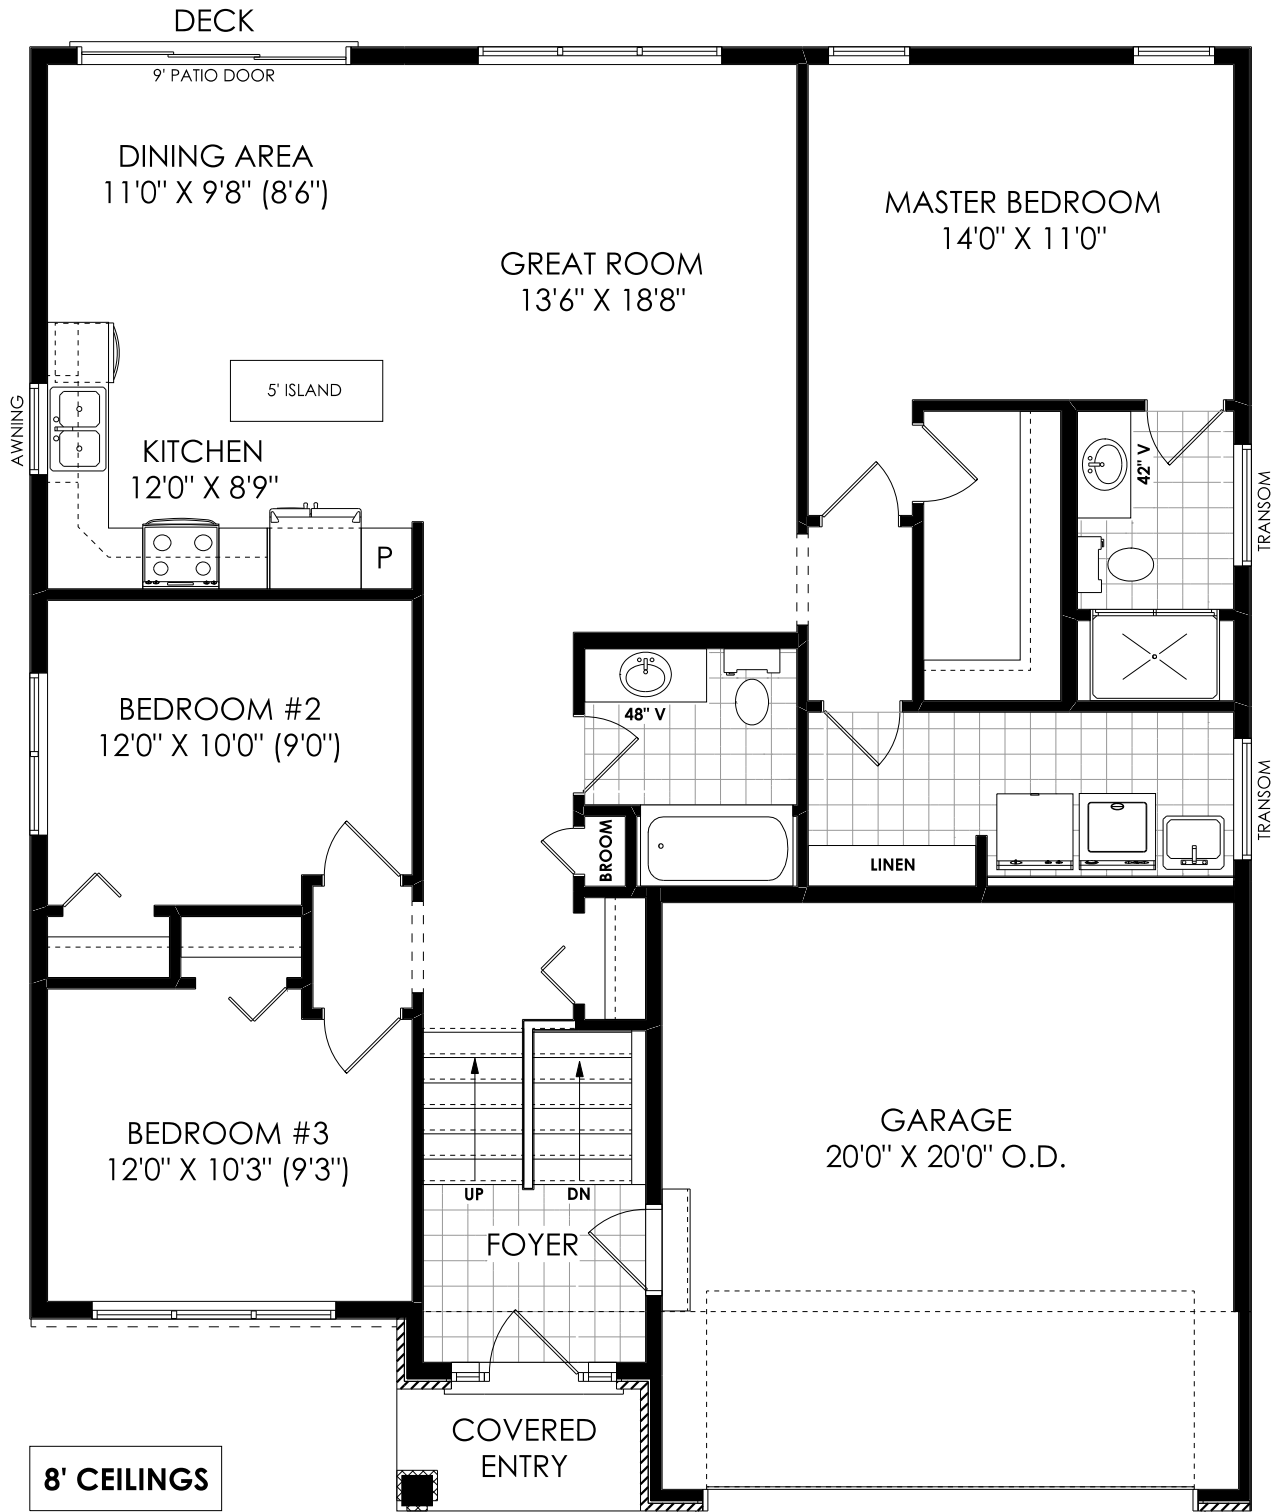 DECK
9' PATIO DOOR
DINING AREA
11'0" X 9'8" (8'6")
MASTER BEDROOM
14'0" X 11'0"
GREAT ROOM
13'6" X 18'8"
5' ISLAND
AWNING
KITCHEN
12'0" X 8'9"
P
42" V
TRANSOM
BEDROOM #2
12'0" X 10'0" (9'0")
48" V
TRANSOM
BROOM
LINEN
BEDROOM #3
12'0" X 10'3" (9'3")
GARAGE
20'0" X 20'0" O.D.
UP
DN
FOYER
COVERED
ENTRY
8' CEILINGS